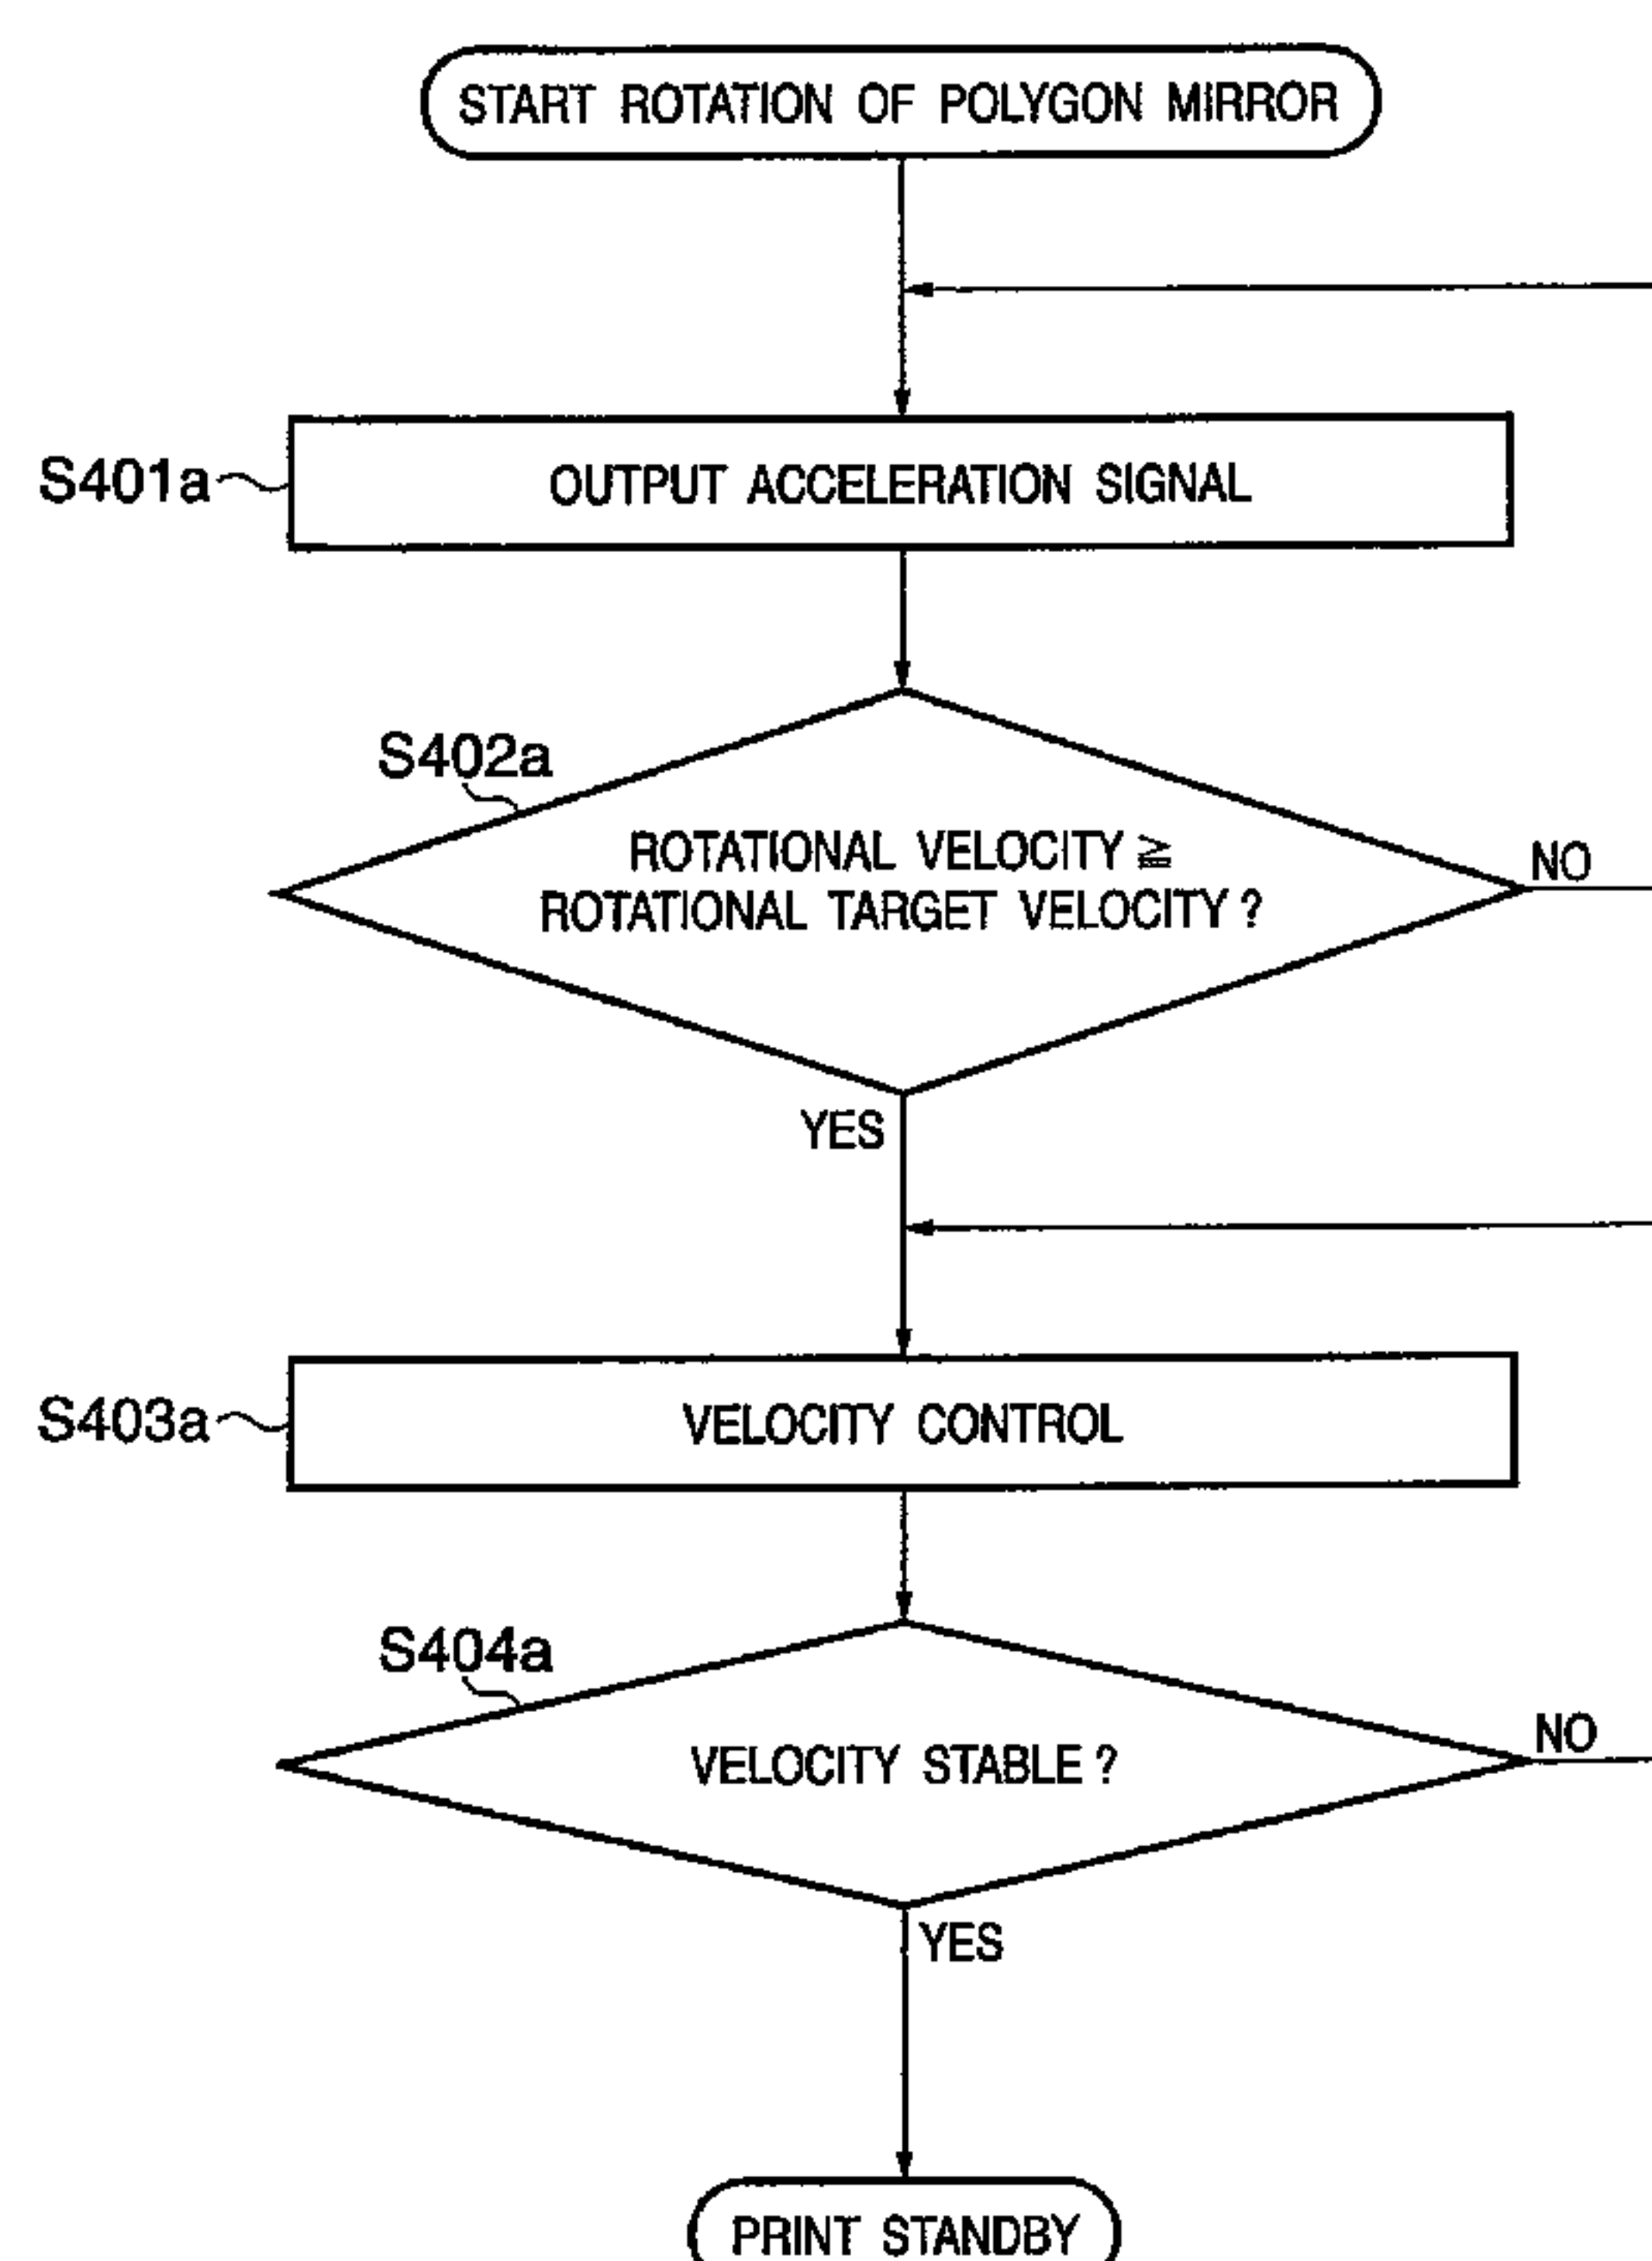 START ROTATION OF POLYGON MIRROR
S401a
OUTPUT ACCELERATION SIGNAL
S402a
ROTATIONAL VELOCITY ≧
ROTATIONAL TARGET VELOCITY ?
NO
YES
S403a
VELOCITY CONTROL
S404a
VELOCITY STABLE ?
NO
YES
PRINT STANDBY